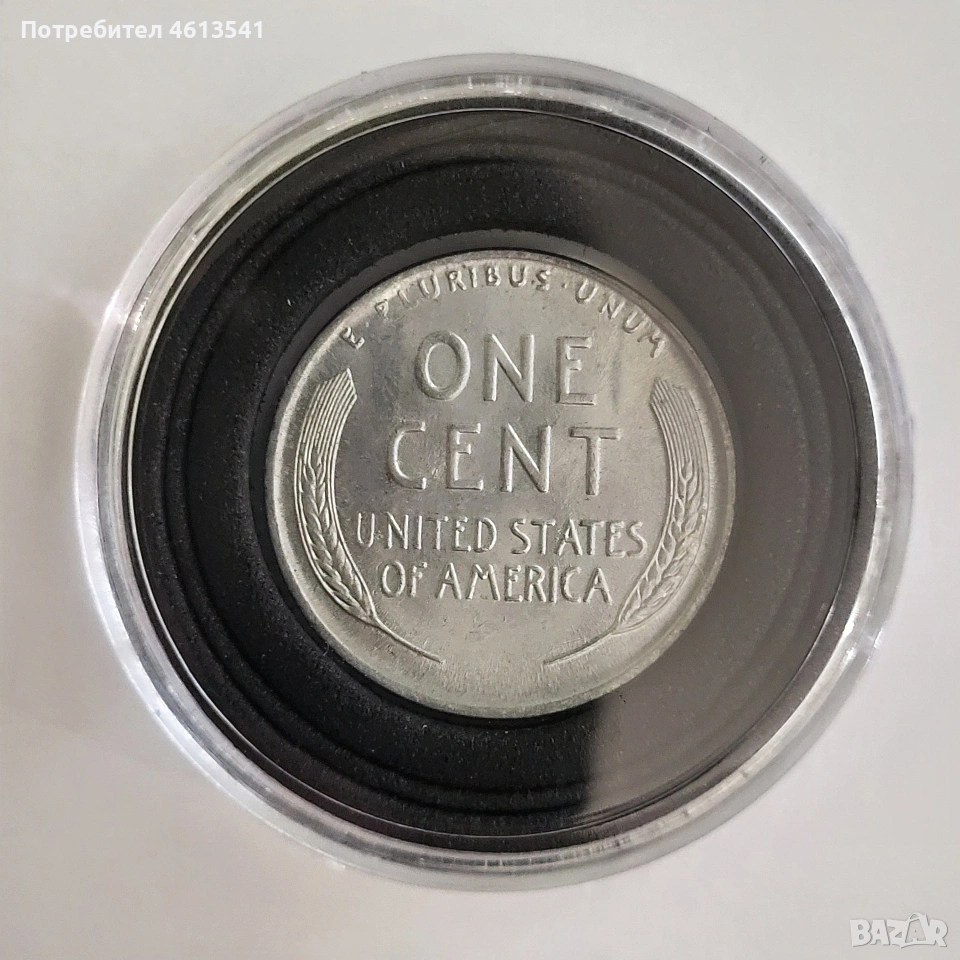 Потребител 4613541
E · PLURIBUS · UNUM
ONE
CENT
UNITED STATES
OF AMERICA
BAZAR